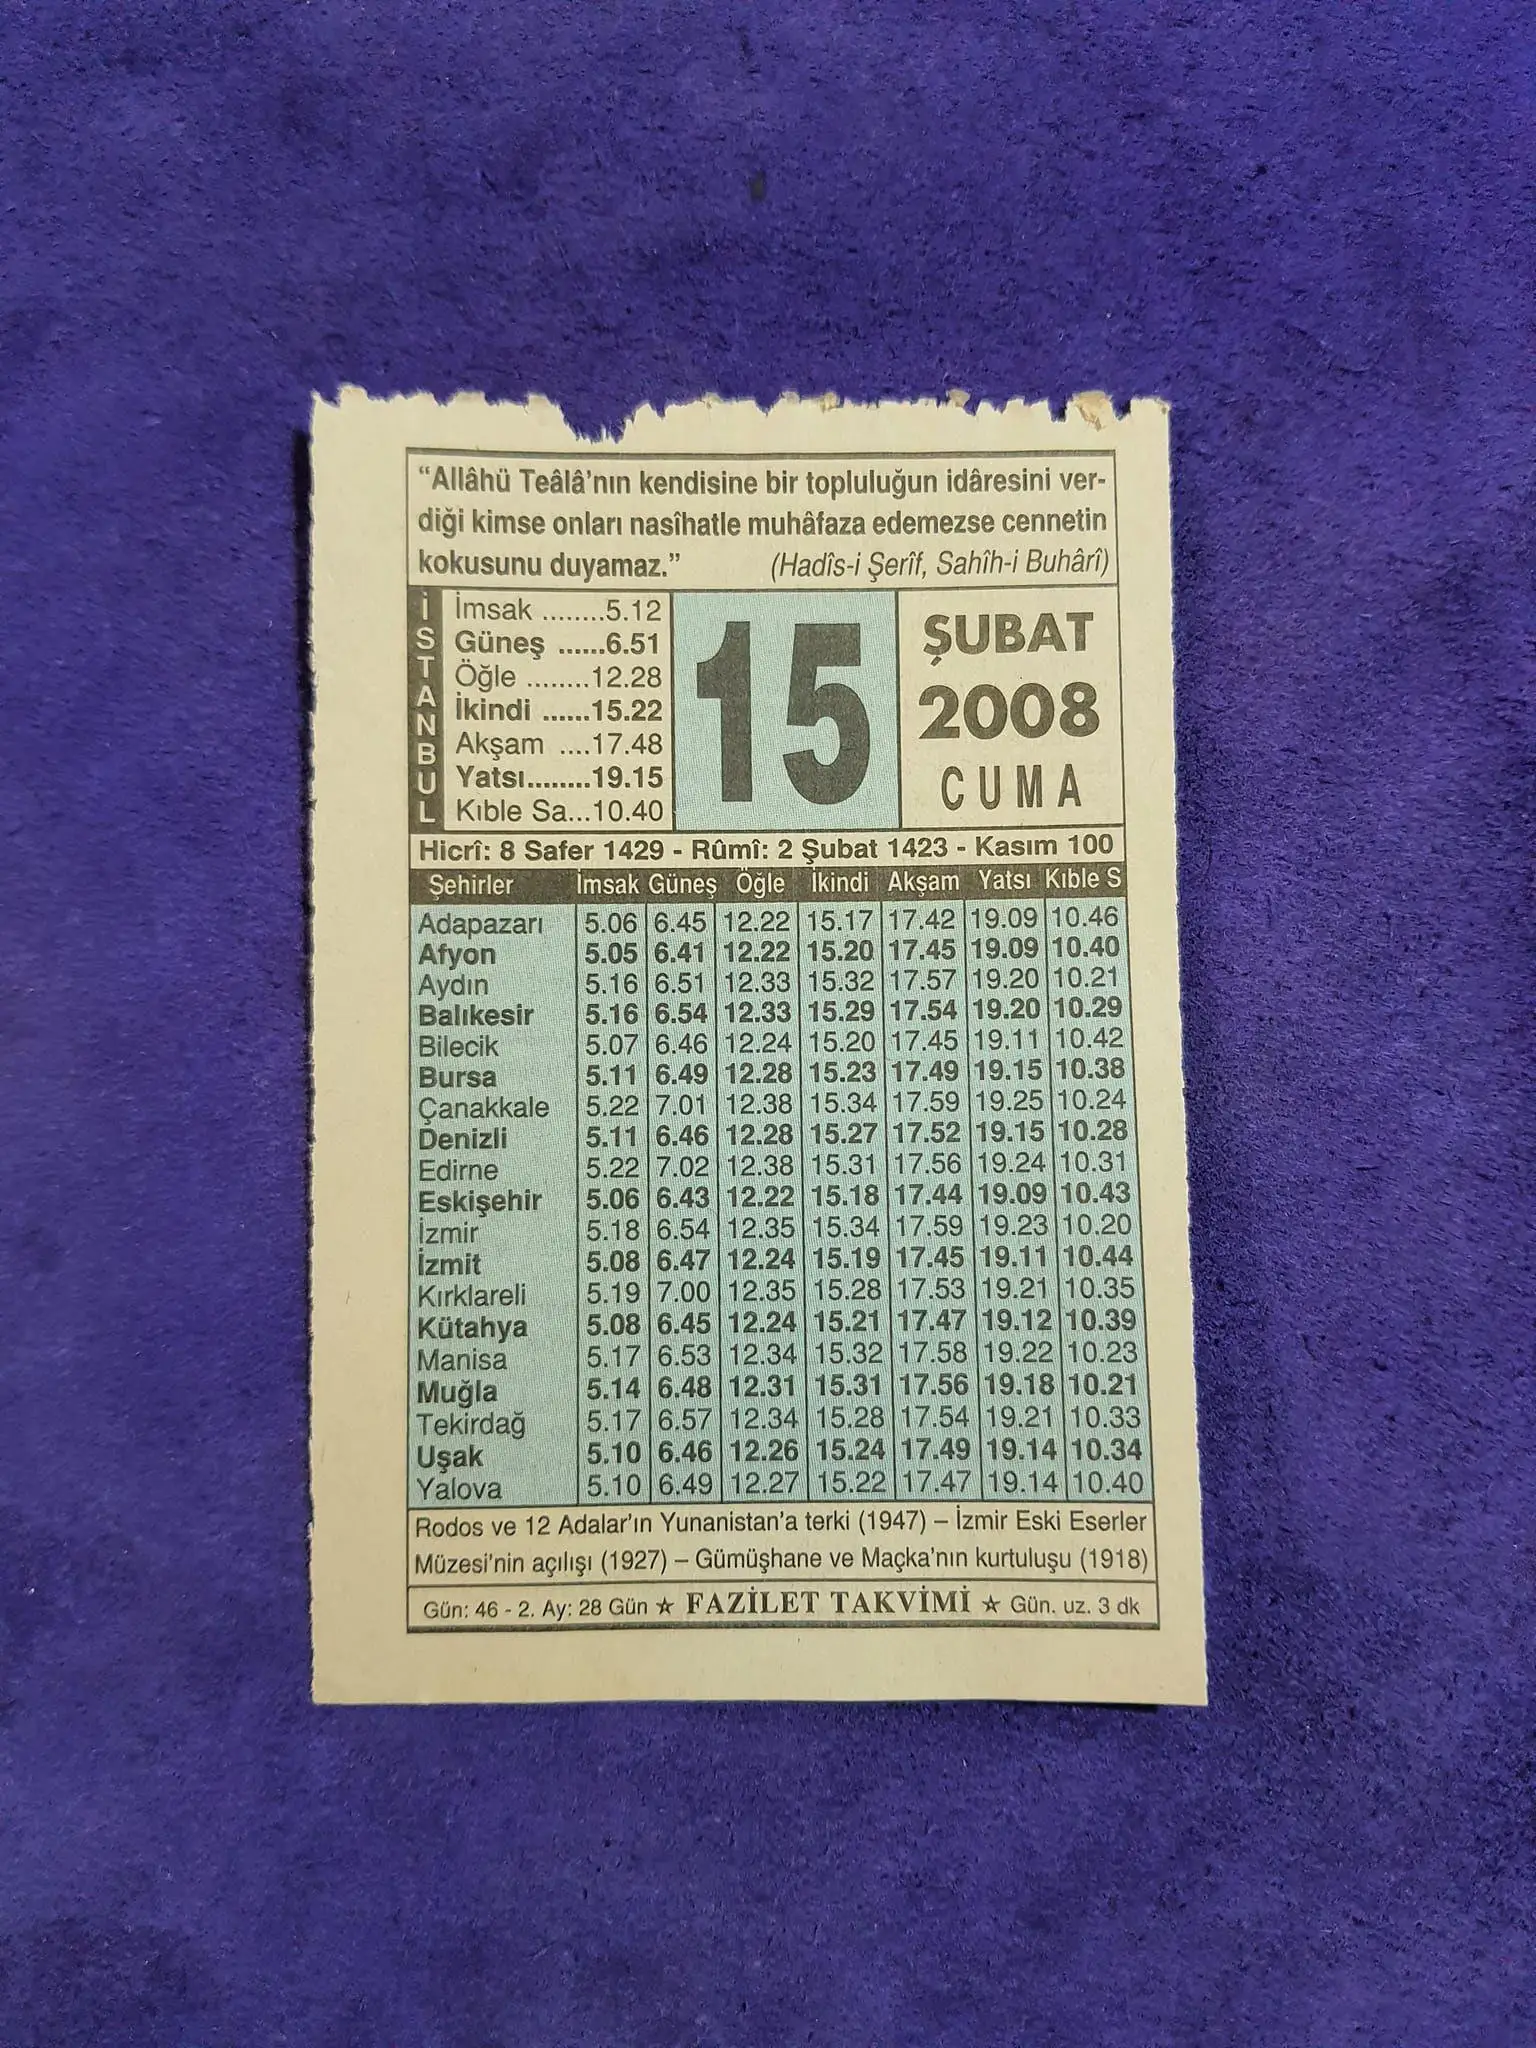 “Allâhü Teâlâ’nın kendisine bir topluluğun idâresini ver-
diği kimse onları nasîhatle muhâfaza edemezse cennetin
kokusunu duyamaz.” (Hadîs-i Şerîf, Sahîh-i Buhârî)
İSTANBUL
İmsak ........5.12
Güneş ......6.51
Öğle ........12.28
İkindi ......15.22
Akşam ....17.48
Yatsı........19.15
Kıble Sa...10.40
15
ŞUBAT
2008
CUMA
Hicrî: 8 Safer 1429 - Rûmî: 2 Şubat 1423 - Kasım 100
Şehirler İmsak Güneş Öğle İkindi Akşam Yatsı Kıble S
Adapazarı 5.06 6.45 12.22 15.17 17.42 19.09 10.46
Afyon 5.05 6.41 12.22 15.20 17.45 19.09 10.40
Aydın 5.16 6.51 12.33 15.32 17.57 19.20 10.21
Balıkesir 5.16 6.54 12.33 15.29 17.54 19.20 10.29
Bilecik 5.07 6.46 12.24 15.20 17.45 19.11 10.42
Bursa 5.11 6.49 12.28 15.23 17.49 19.15 10.38
Çanakkale 5.22 7.01 12.38 15.34 17.59 19.25 10.24
Denizli 5.11 6.46 12.28 15.27 17.52 19.15 10.28
Edirne 5.22 7.02 12.38 15.31 17.56 19.24 10.31
Eskişehir 5.06 6.43 12.22 15.18 17.44 19.09 10.43
İzmir 5.18 6.54 12.35 15.34 17.59 19.23 10.20
İzmit 5.08 6.47 12.24 15.19 17.45 19.11 10.44
Kırklareli 5.19 7.00 12.35 15.28 17.53 19.21 10.35
Kütahya 5.08 6.45 12.24 15.21 17.47 19.12 10.39
Manisa 5.17 6.53 12.34 15.32 17.58 19.22 10.23
Muğla 5.14 6.48 12.31 15.31 17.56 19.18 10.21
Tekirdağ 5.17 6.57 12.34 15.28 17.54 19.21 10.33
Uşak 5.10 6.46 12.26 15.24 17.49 19.14 10.34
Yalova 5.10 6.49 12.27 15.22 17.47 19.14 10.40
Rodos ve 12 Adalar’ın Yunanistan’a terki (1947) – İzmir Eski Eserler
Müzesi’nin açılışı (1927) – Gümüşhane ve Maçka’nın kurtuluşu (1918)
Gün: 46 - 2. Ay: 28 Gün ☆ FAZİLET TAKVİMİ ☆ Gün. uz. 3 dk